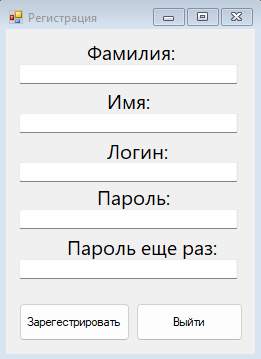 Регистрация
Фамилия:
Имя:
Логин:
Пароль:
Пароль еще раз:
Зарегестрировать
Выйти